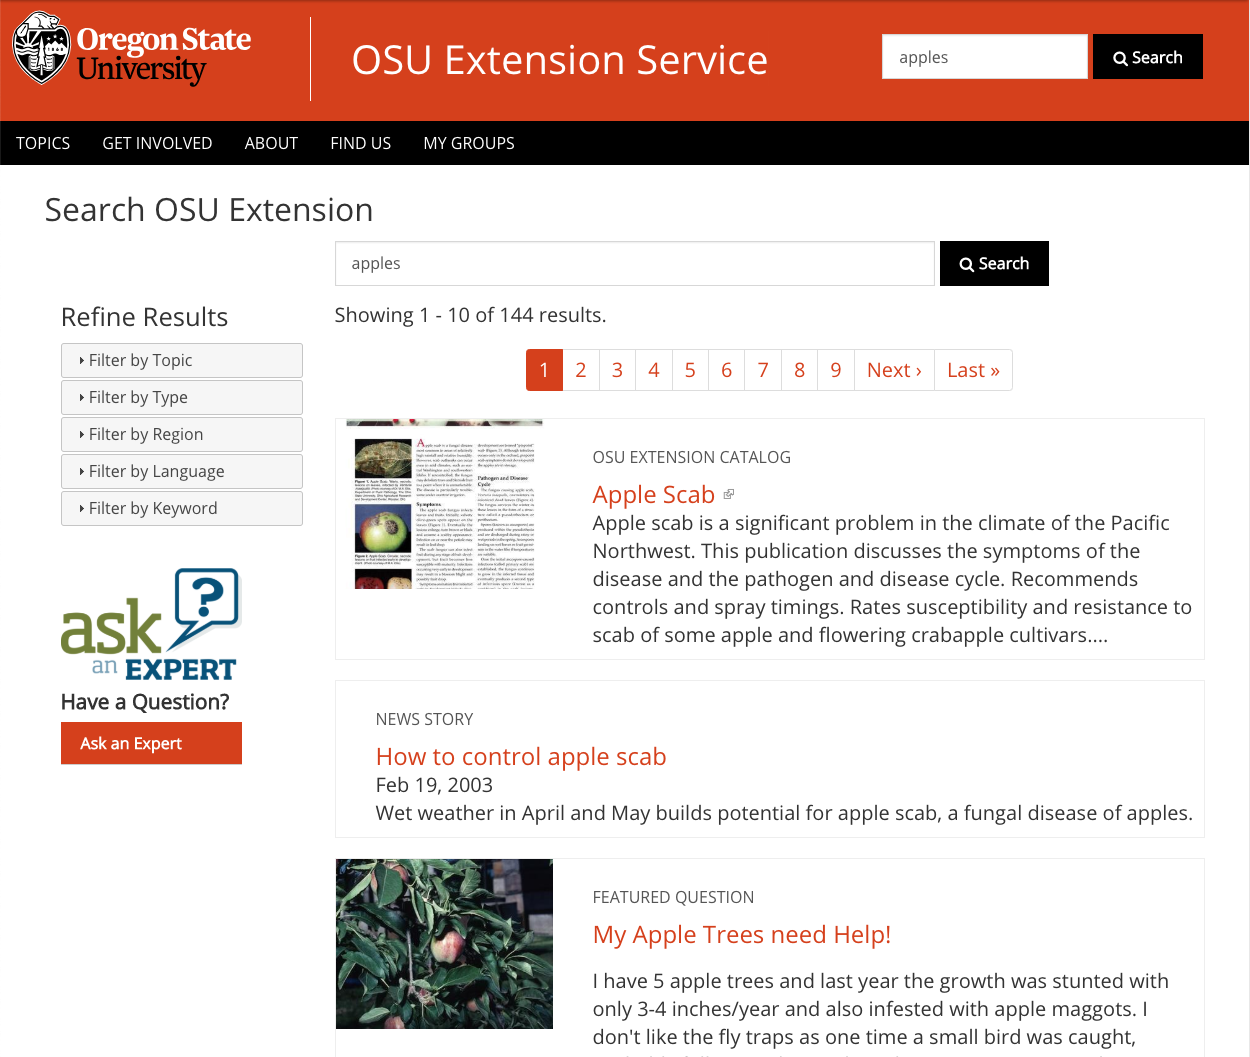 Oregon State
University
OSU Extension Service
apples
Search
TOPICS GET INVOLVED ABOUT FIND US MY GROUPS
Search OSU Extension
apples
Search
Refine Results
Filter by Topic
Filter by Type
Filter by Region
Filter by Language
Filter by Keyword
ask
an EXPERT
Have a Question?
Ask an Expert
Showing 1 - 10 of 144 results.
1 2 3 4 5 6 7 8 9 Next › Last »
Symptoms
Pathogen and Disease
Cycle
OSU EXTENSION CATALOG
Apple Scab
Apple scab is a significant problem in the climate of the Pacific
Northwest. This publication discusses the symptoms of the
disease and the pathogen and disease cycle. Recommends
controls and spray timings. Rates susceptibility and resistance to
scab of some apple and flowering crabapple cultivars....
NEWS STORY
How to control apple scab
Feb 19, 2003
Wet weather in April and May builds potential for apple scab, a fungal disease of apples.
FEATURED QUESTION
My Apple Trees need Help!
I have 5 apple trees and last year the growth was stunted with
only 3-4 inches/year and also infested with apple maggots. I
don't like the fly traps as one time a small bird was caught,